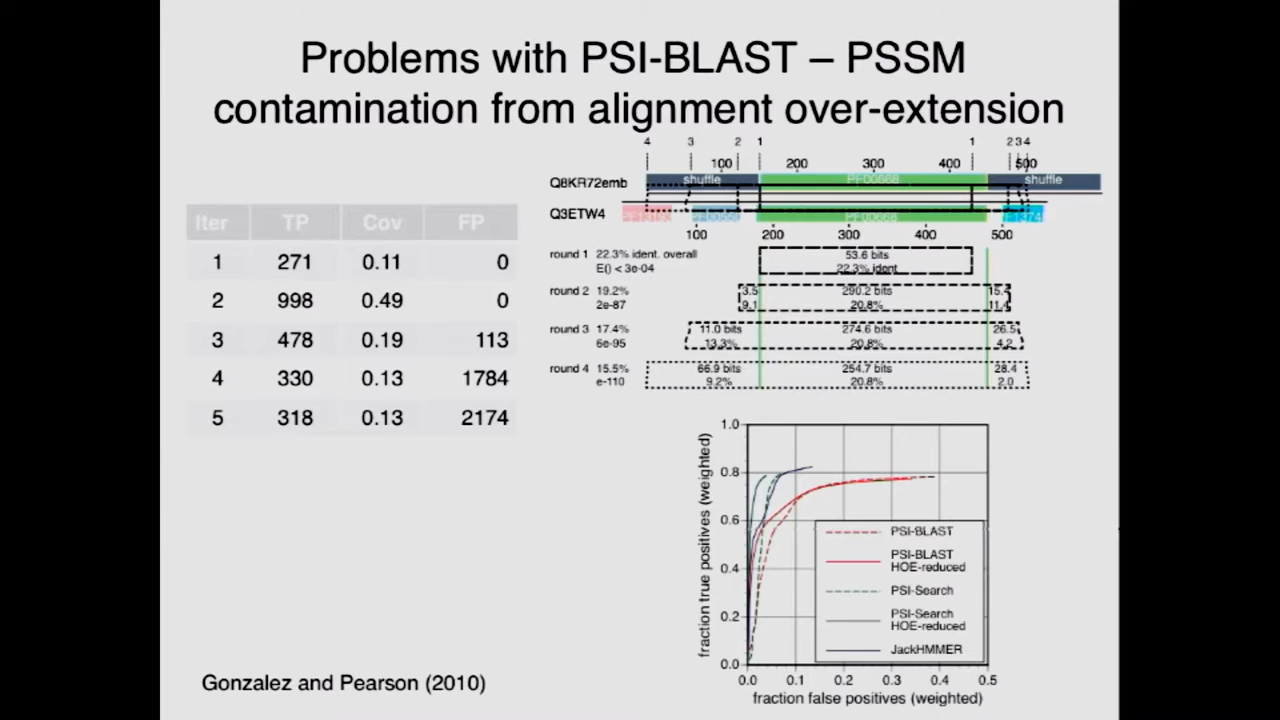 Problems with PSI-BLAST – PSSM
contamination from alignment over-extension
4 3 2 1 1 2 3 4
100 200 300 400 500
Q8KR72emb shuffle PF00668 shuffle
Q3ETW4 PF00668
100 200 300 400 500
round 1 22.3% ident. overall 53.6 bits
E() < 3e-04 22.3% ident
round 2 19.2% 3.5 290.2 bits 15.4
2e-87 9.1 20.8% 11.4
round 3 17.4% 11.0 bits 274.6 bits 26.5
6e-95 13.3% 20.8% 4.2
round 4 15.5% 66.9 bits 254.7 bits 28.4
e-110 9.2% 20.8% 2.0
Iter TP Cov FP
1 271 0.11 0
2 998 0.49 0
3 478 0.19 113
4 330 0.13 1784
5 318 0.13 2174
fraction true positives (weighted)
1.0
0.8
0.6
0.4
0.2
0.0
PSI-BLAST
PSI-BLAST
HOE-reduced
PSI-Search
PSI-Search
HOE-reduced
JackHMMER
0.0 0.1 0.2 0.3 0.4 0.5
fraction false positives (weighted)
Gonzalez and Pearson (2010)